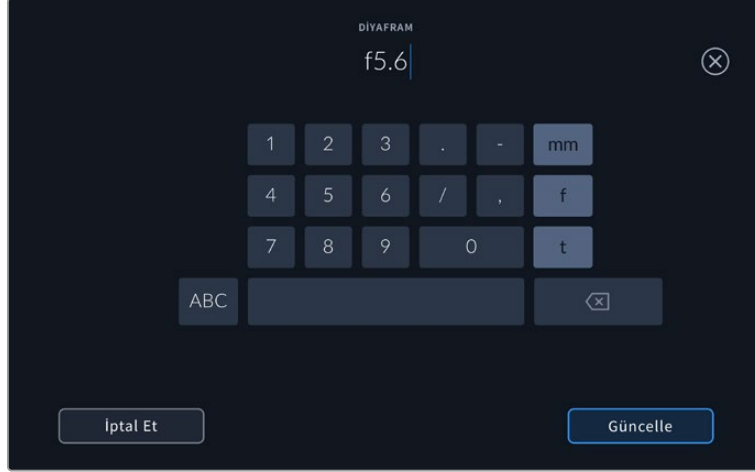 DİYAFRAM
f5.6
1 2 3 . - mm
4 5 6 / , f
7 8 9 0 t
ABC
İptal Et Güncelle